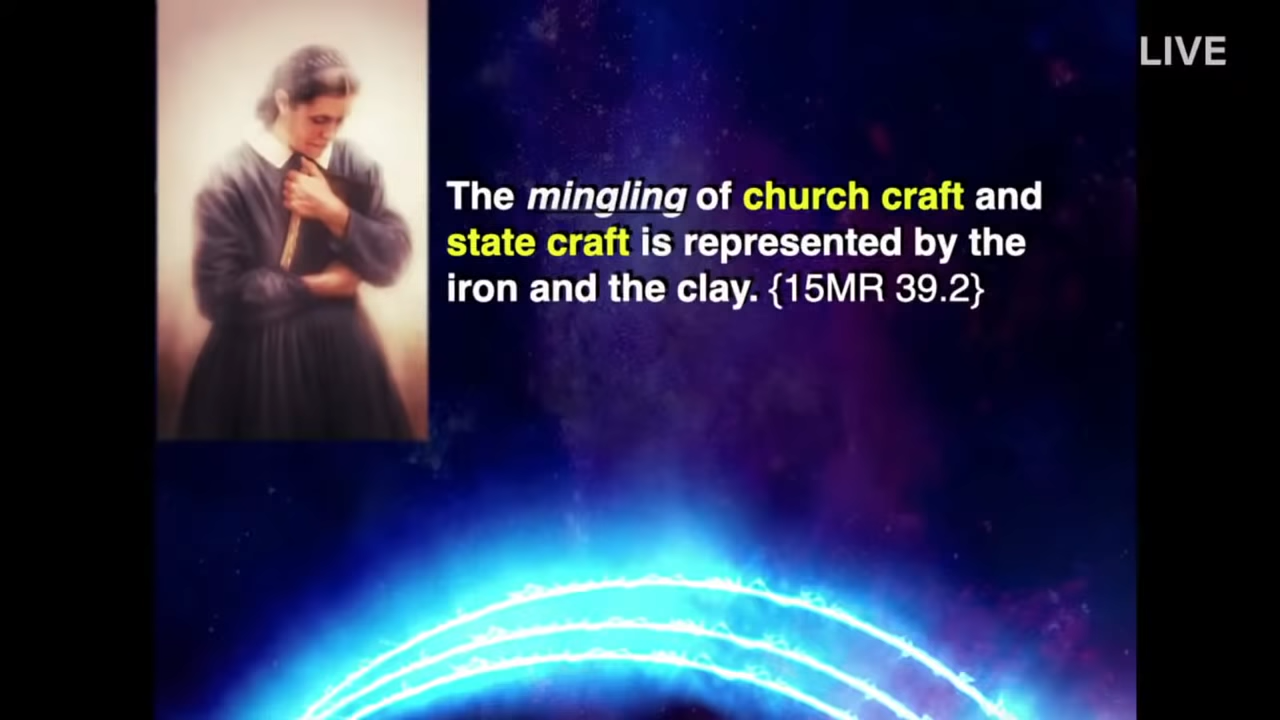 LIVE
The mingling of church craft and
state craft is represented by the
iron and the clay. {15MR 39.2}